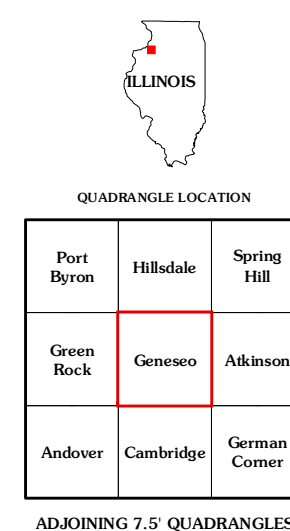 ILLINOIS
QUADRANGLE LOCATION
Port
Byron
Hillsdale
Spring
Hill
Green
Rock
Geneseo
Atkinson
Andover
Cambridge
German
Corner
ADJOINING 7.5' QUADRANGLES